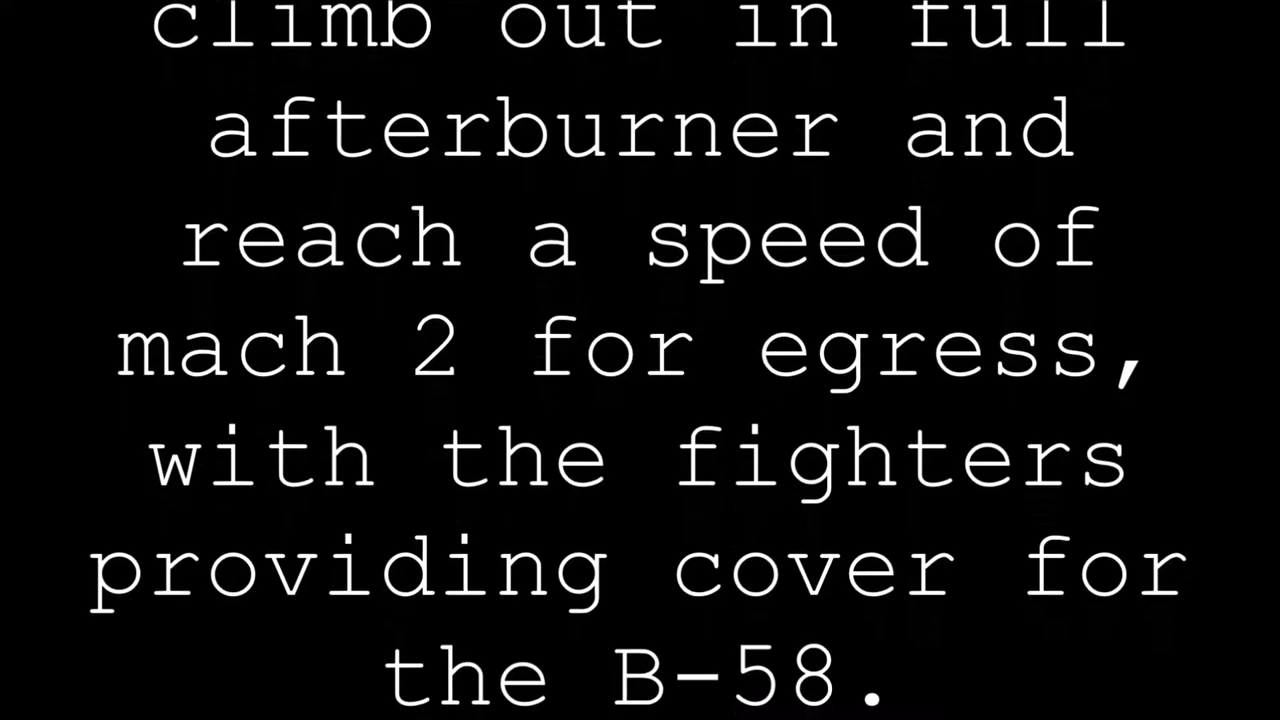 climb out in full
afterburner and
reach a speed of
mach 2 for egress,
with the fighters
providing cover for
the B-58.